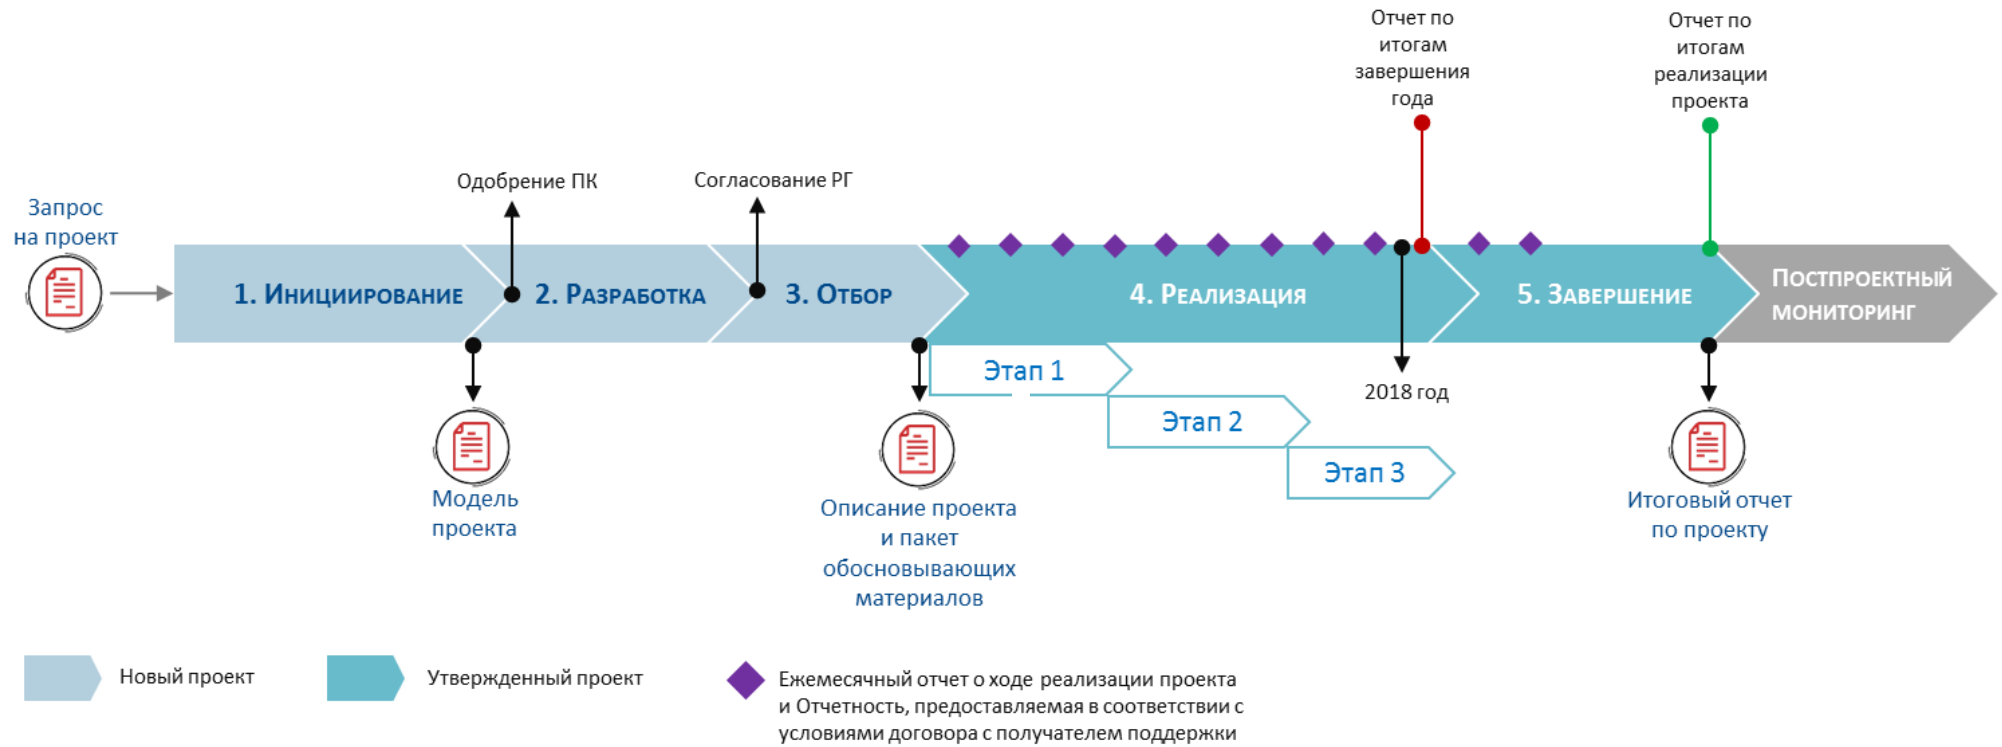 Отчет по
итогам
завершения
года
Отчет по
итогам
реализации
проекта
Одобрение ПК
Согласование РГ
Запрос
на проект
1. Инициирование
2. Разработка
3. Отбор
4. Реализация
5. Завершение
Постпроектный
мониторинг
Этап 1
Этап 2
Этап 3
2018 год
Модель
проекта
Описание проекта
и пакет
обосновывающих
материалов
Итоговый отчет
по проекту
Новый проект
Утвержденный проект
Ежемесячный отчет о ходе реализации проекта
и Отчетность, предоставляемая в соответствии с
условиями договора с получателем поддержки